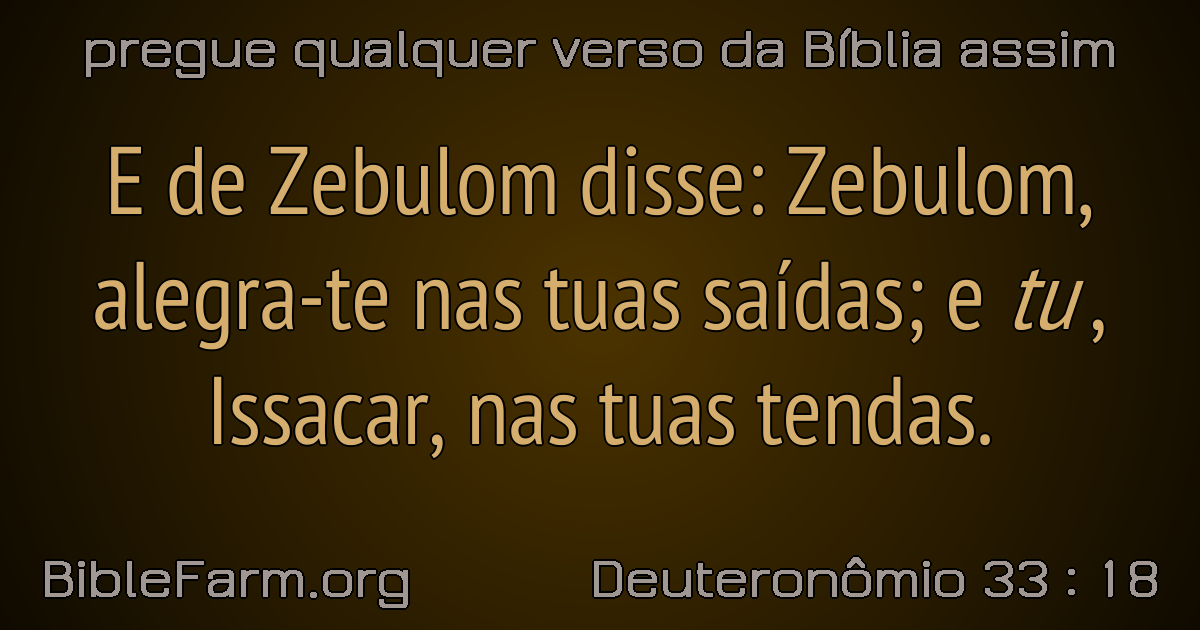 pregue qualquer verso da Bíblia assim
E de Zebulom disse: Zebulom,
alegra-te nas tuas saídas; e tu,
Issacar, nas tuas tendas.
BibleFarm.org
Deuteronômio 33 : 18